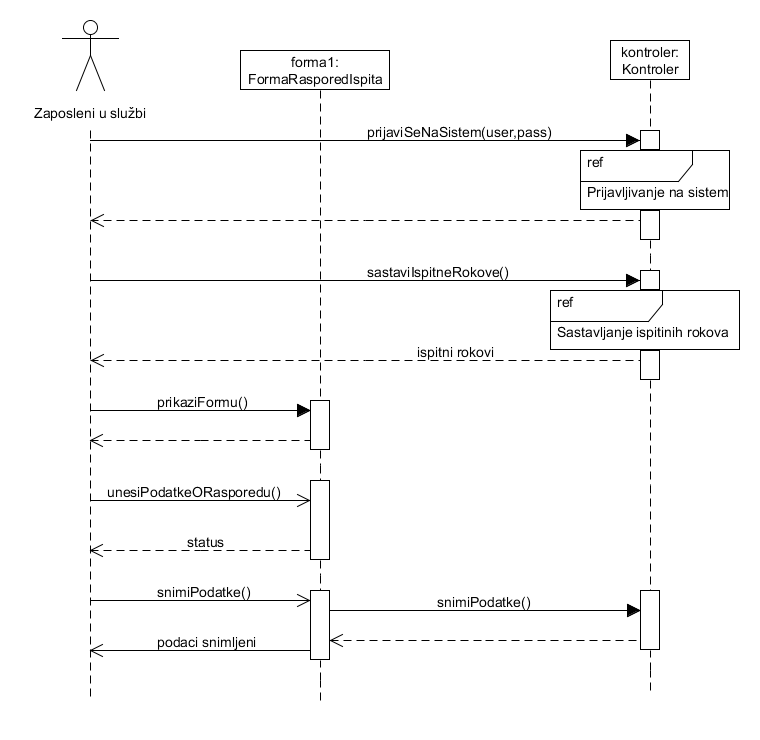 forma1:
FormaRasporedIspita
kontroler:
Kontroler
Zaposleni u službi
prijaviSeNaSistem(user,pass)
ref
Prijavljivanje na sistem
sastaviIspitneRokove()
ref
Sastavljanje ispitinih rokova
ispitni rokovi
prikaziFormu()
unesiPodatkeORasporedu()
status
snimiPodatke()
snimiPodatke()
podaci snimljeni